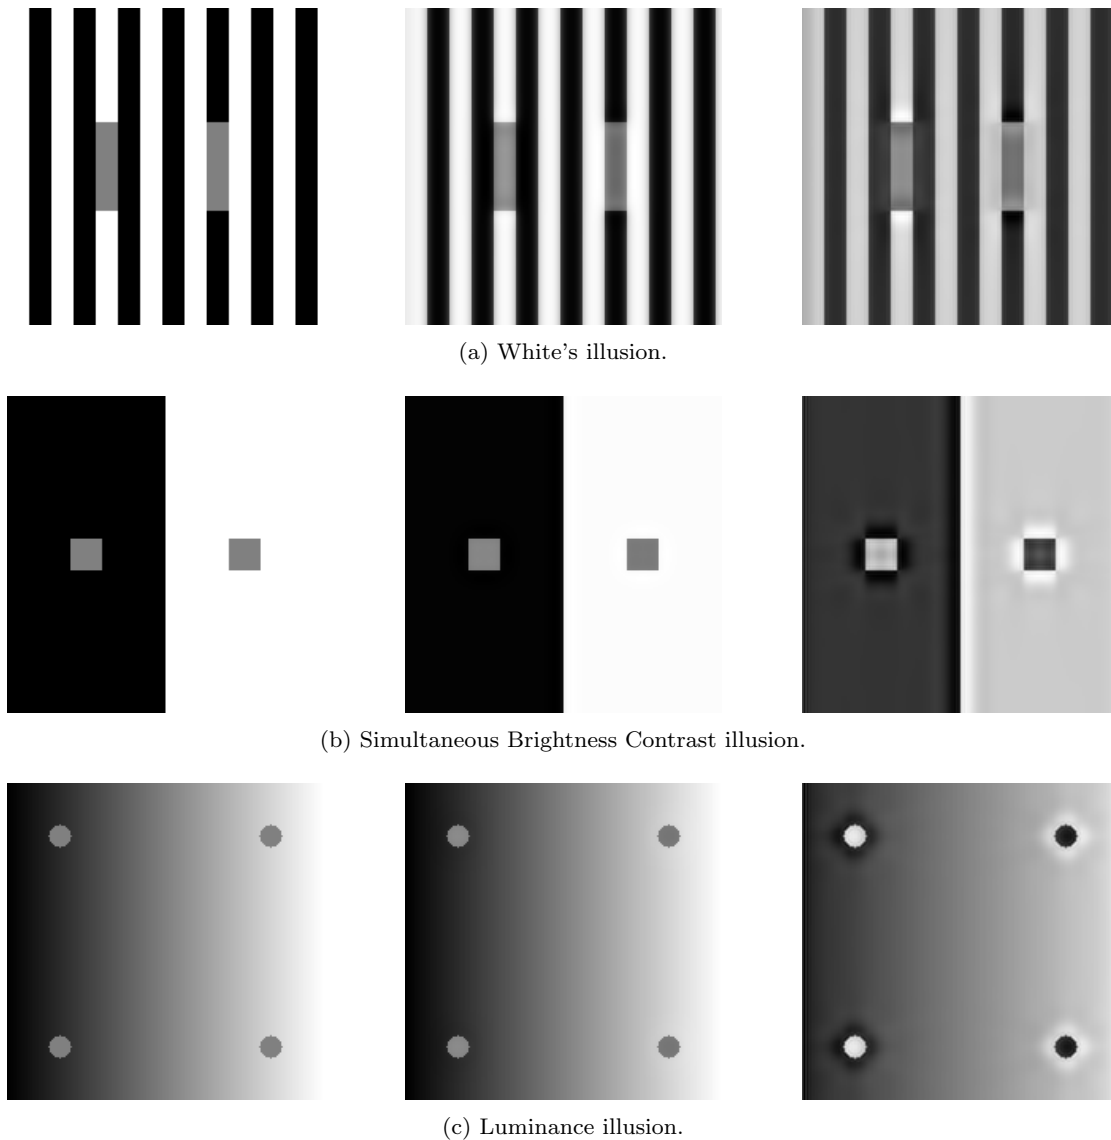 (a) White's illusion.
(b) Simultaneous Brightness Contrast illusion.
(c) Luminance illusion.